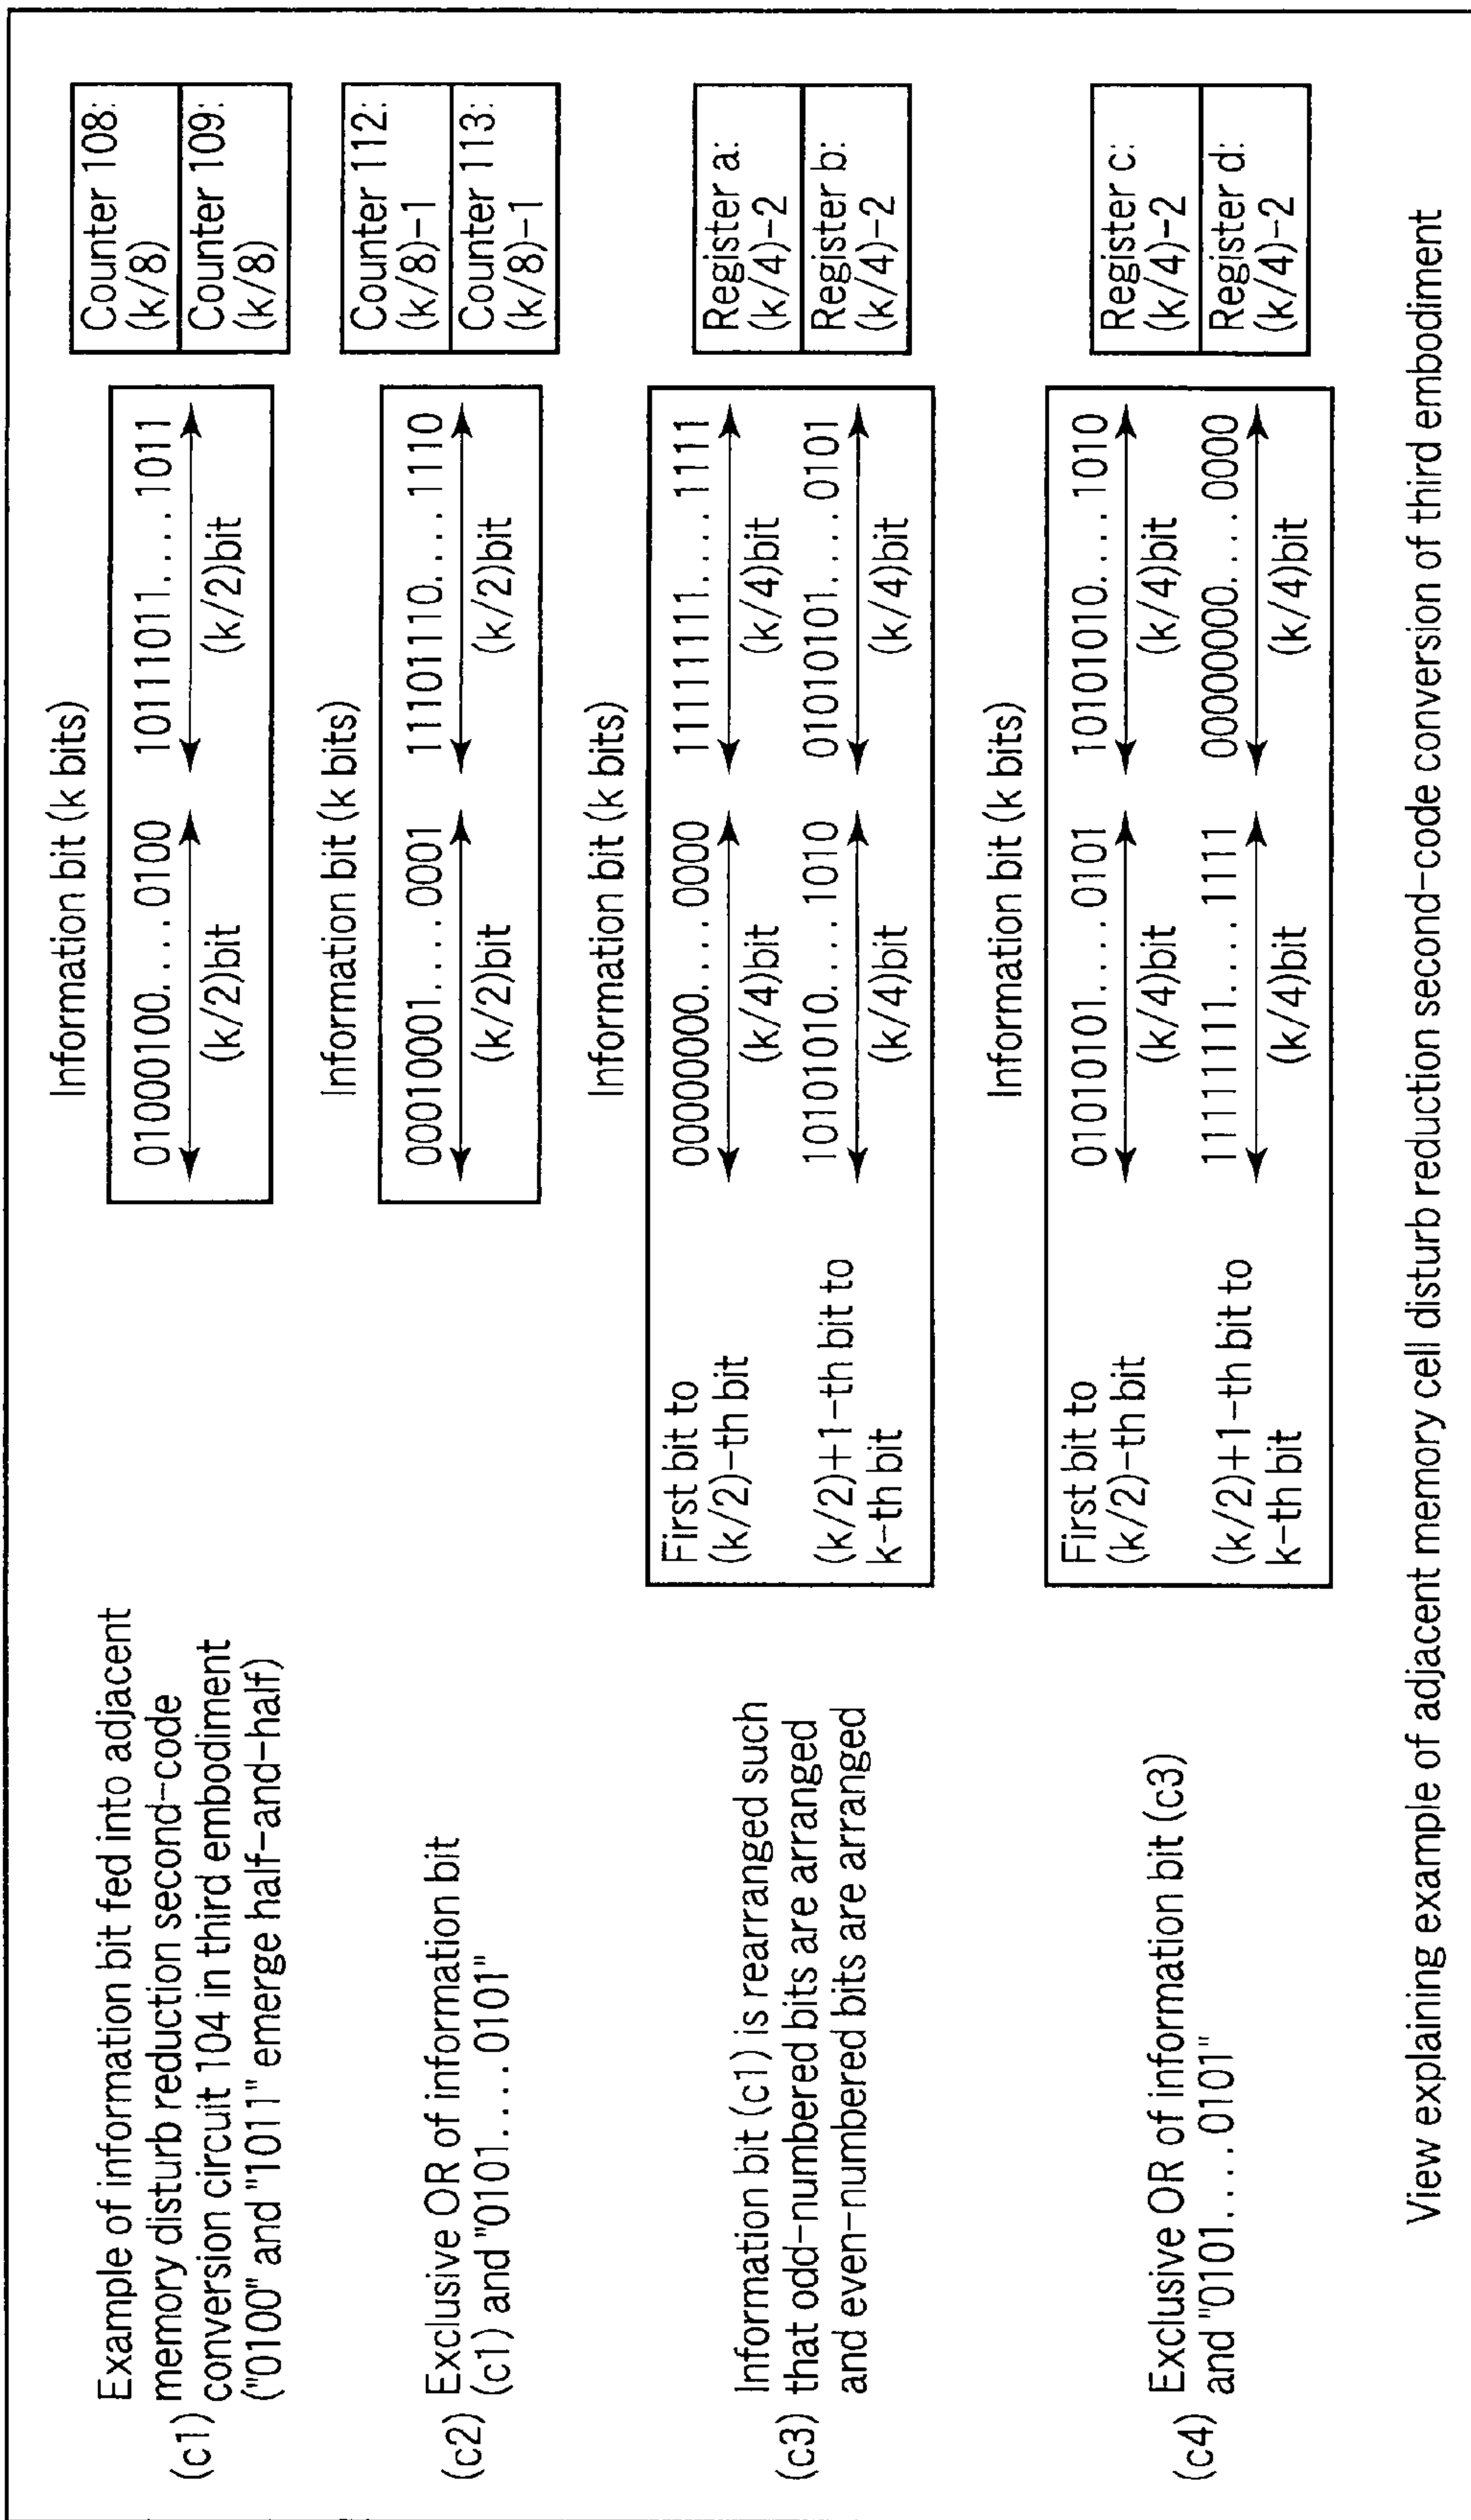 Example of information bit fed into adjacent
memory disturb reduction second-code
(c1) conversion circuit 104 in third embodiment
("0100" and "1011" emerge half-and-half)
Information bit (k bits)
01000100.... 0100 10111011.... 1011
(k/2)bit (k/2)bit
Counter 108:
(k/8)
Counter 109:
(k/8)
Exclusive OR of information bit
(c2) (c1) and "0101.... 0101"
Information bit (k bits)
00010001.... 0001 11101110.... 1110
(k/2)bit (k/2)bit
Counter 112:
(k/8)-1
Counter 113:
(k/8)-1
Information bit (c1) is rearranged such
(c3) that odd-numbered bits are arranged
and even-numbered bits are arranged
Information bit (k bits)
First bit to
(k/2)-th bit
00000000.... 0000 11111111.... 1111
(k/4)bit (k/4)bit
(k/2)+1-th bit to
k-th bit
10101010.... 1010 01010101.... 0101
(k/4)bit (k/4)bit
Register a:
(k/4)-2
Register b:
(k/4)-2
Exclusive OR of information bit (c3)
(c4) and "0101.... 0101"
Information bit (k bits)
First bit to
(k/2)-th bit
01010101.... 0101 10101010.... 1010
(k/4)bit (k/4)bit
(k/2)+1-th bit to
k-th bit
11111111.... 1111 00000000.... 0000
(k/4)bit (k/4)bit
Register c:
(k/4)-2
Register d:
(k/4)-2
View explaining example of adjacent memory cell disturb reduction second-code conversion of third embodiment